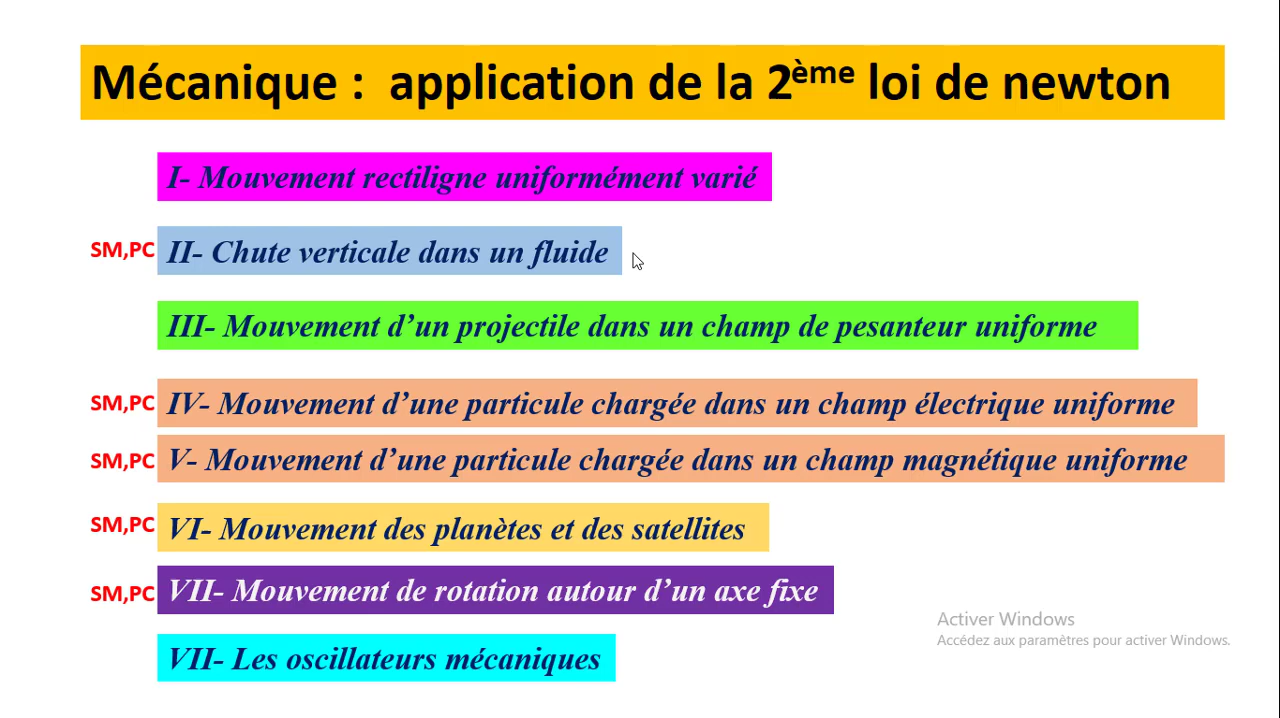 Mécanique : application de la 2ème loi de newton
I- Mouvement rectiligne uniformément varié
SM,PC II- Chute verticale dans un fluide
III- Mouvement d’un projectile dans un champ de pesanteur uniforme
SM,PC IV- Mouvement d’une particule chargée dans un champ électrique uniforme
SM,PC V- Mouvement d’une particule chargée dans un champ magnétique uniforme
SM,PC VI- Mouvement des planètes et des satellites
SM,PC VII- Mouvement de rotation autour d’un axe fixe
VII- Les oscillateurs mécaniques
Activer Windows
Accédez aux paramètres pour activer Windows.